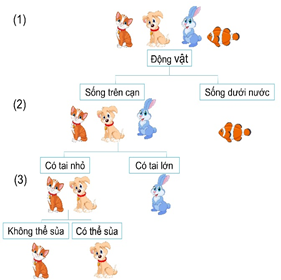 (1)
Động vật
Sống trên cạn
Sống dưới nước
(2)
Có tai nhỏ
Có tai lớn
(3)
Không thể sủa
Có thể sủa